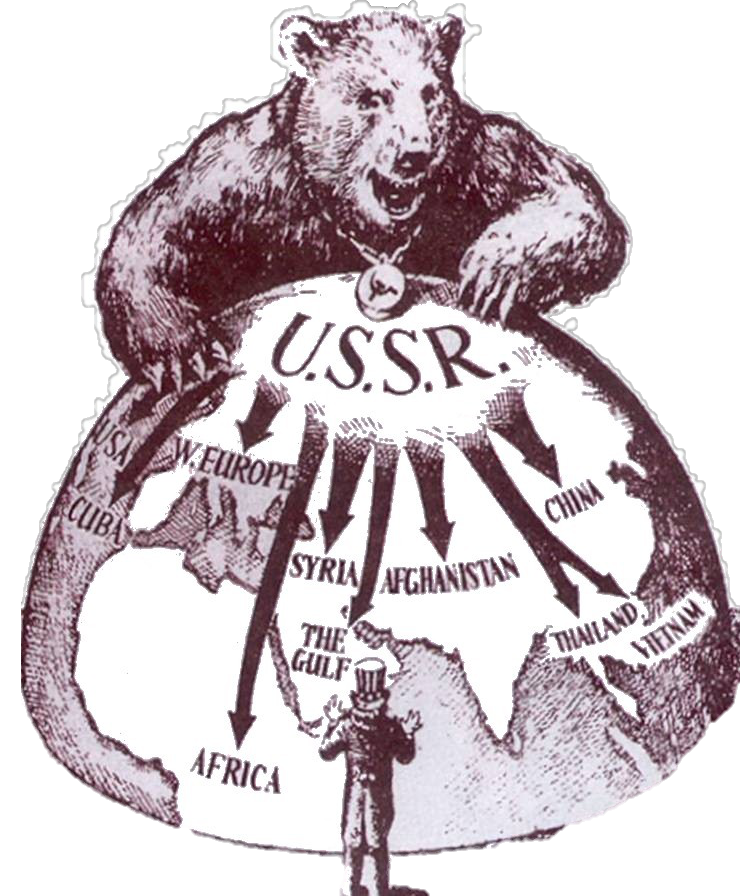 U.S.S.R.
USA
W.EUROPE
CUBA
SYRIA
AFGHANISTAN
CHINA
THE
GULF
THAILAND
VIETNAM
AFRICA